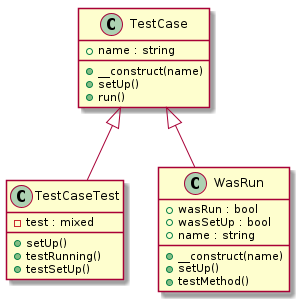 C TestCase
name : string
__construct(name)
setUp()
run()
C TestCaseTest
test : mixed
setUp()
testRunning()
testSetUp()
C WasRun
wasRun : bool
wasSetUp : bool
name : string
__construct(name)
setUp()
testMethod()